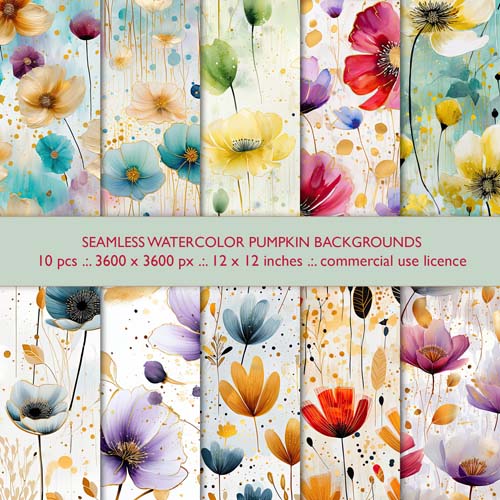 SEAMLESS WATERCOLOR PUMPKIN BACKGROUNDS
10 pcs .:. 3600 x 3600 px .:. 12 x 12 inches .:. commercial use licence